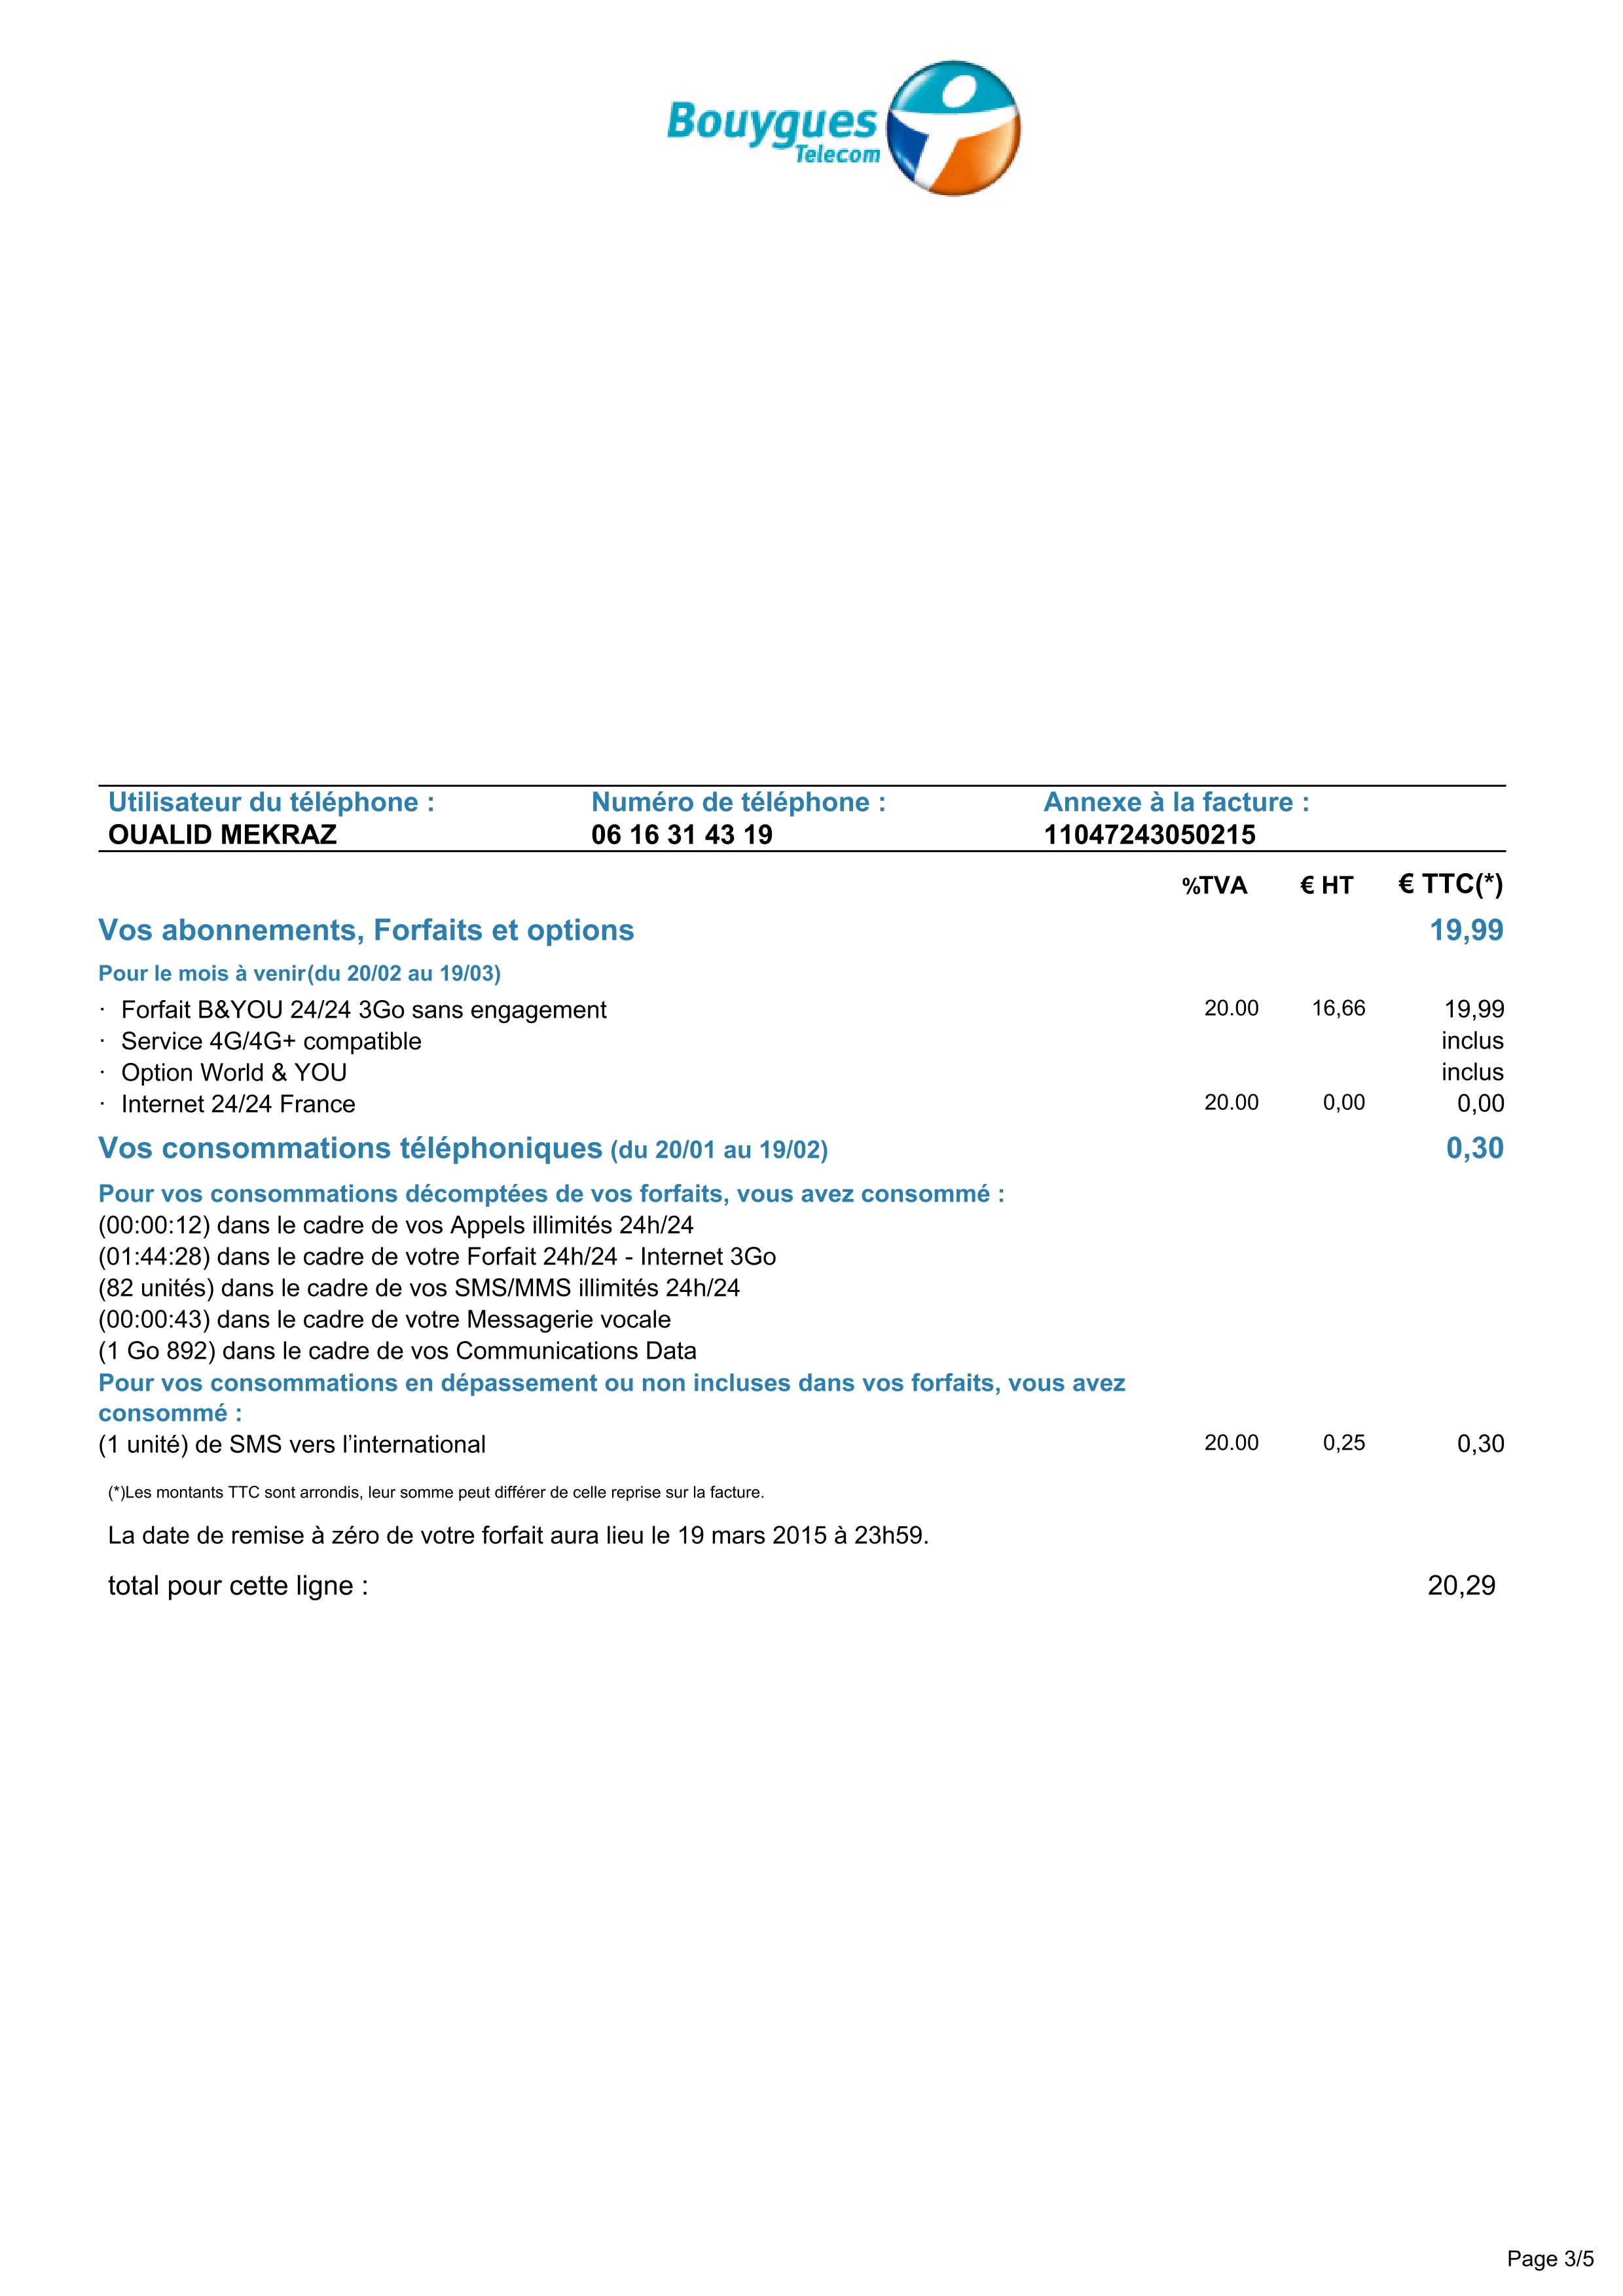 Bouygues
Telecom
Utilisateur du téléphone : Numéro de téléphone : Annexe à la facture :
OUALID MEKRAZ 06 16 31 43 19 11047243050215
%TVA € HT € TTC(*)
Vos abonnements, Forfaits et options 19,99
Pour le mois à venir(du 20/02 au 19/03)
· Forfait B&YOU 24/24 3Go sans engagement 20.00 16,66 19,99
· Service 4G/4G+ compatible inclus
· Option World & YOU inclus
· Internet 24/24 France 20.00 0,00 0,00
Vos consommations téléphoniques (du 20/01 au 19/02) 0,30
Pour vos consommations décomptées de vos forfaits, vous avez consommé :
(00:00:12) dans le cadre de vos Appels illimités 24h/24
(01:44:28) dans le cadre de votre Forfait 24h/24 - Internet 3Go
(82 unités) dans le cadre de vos SMS/MMS illimités 24h/24
(00:00:43) dans le cadre de votre Messagerie vocale
(1 Go 892) dans le cadre de vos Communications Data
Pour vos consommations en dépassement ou non incluses dans vos forfaits, vous avez
consommé :
(1 unité) de SMS vers l'international 20.00 0,25 0,30
(*)Les montants TTC sont arrondis, leur somme peut différer de celle reprise sur la facture.
La date de remise à zéro de votre forfait aura lieu le 19 mars 2015 à 23h59.
total pour cette ligne : 20,29
Page 3/5